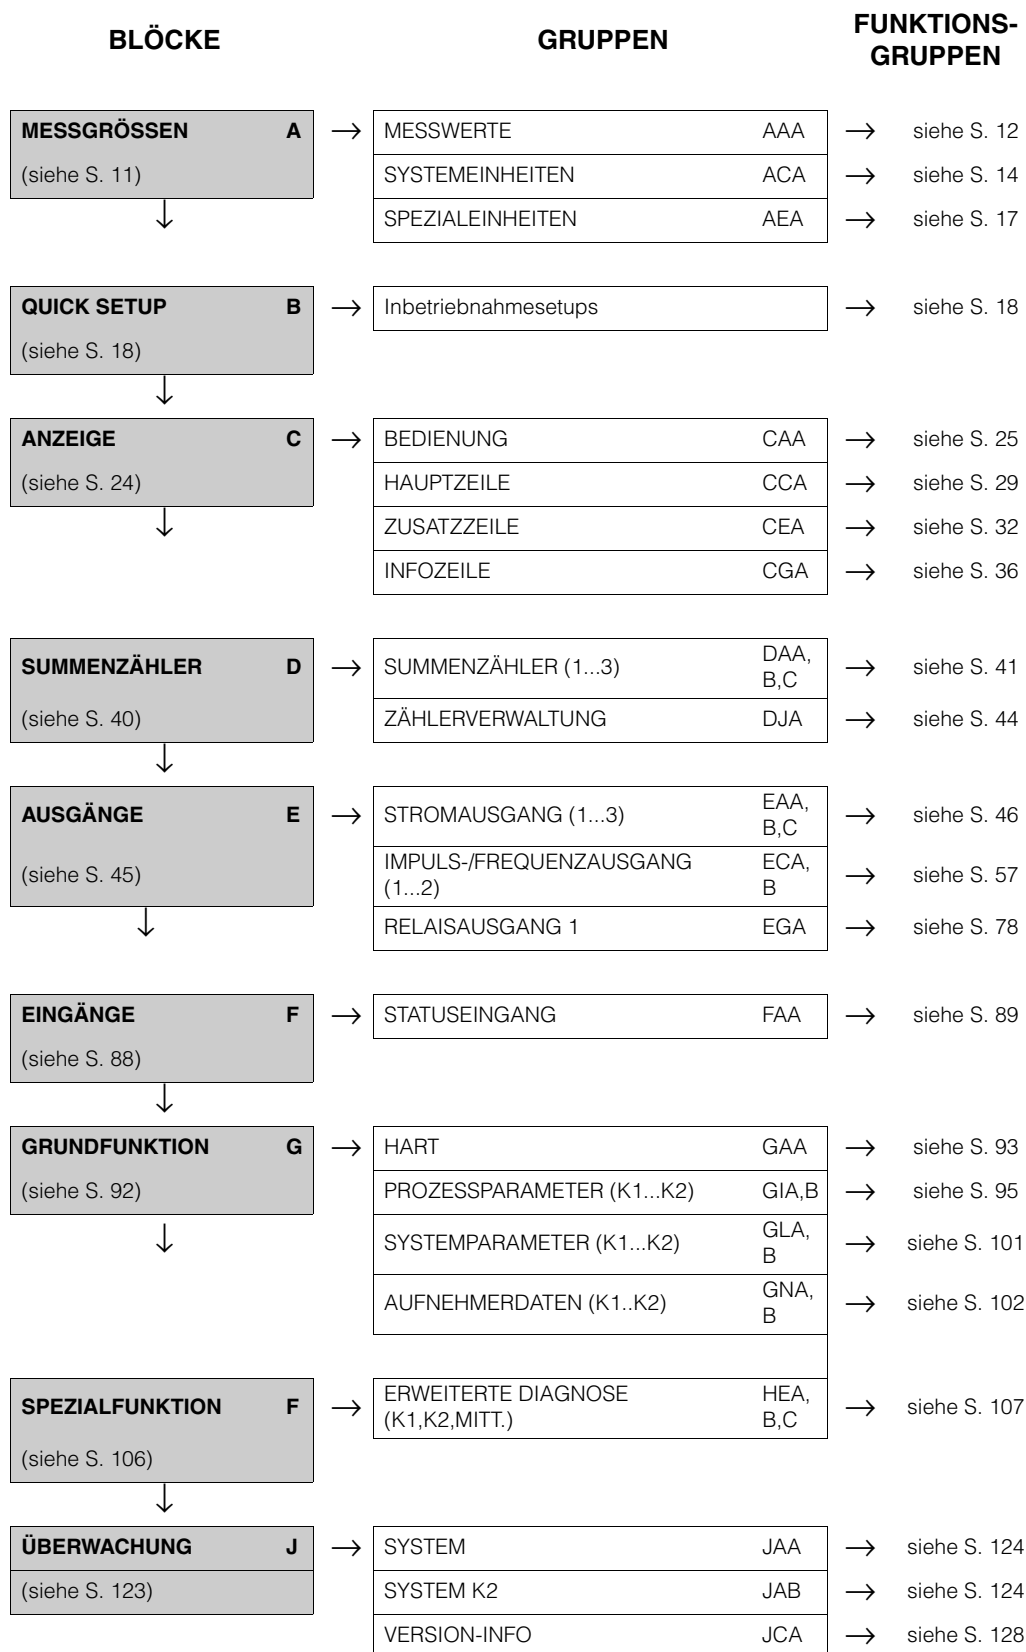 BLÖCKE GRUPPEN FUNKTIONS-
GRUPPEN
MESSGRÖSSEN A → MESSWERTE AAA → siehe S. 12
(siehe S. 11) SYSTEMEINHEITEN ACA → siehe S. 14
↓ SPEZIALEINHEITEN AEA → siehe S. 17
QUICK SETUP B → Inbetriebnahmesetups → siehe S. 18
(siehe S. 18)
↓
ANZEIGE C → BEDIENUNG CAA → siehe S. 25
(siehe S. 24) HAUPTZEILE CCA → siehe S. 29
↓ ZUSATZZEILE CEA → siehe S. 32
INFOZEILE CGA → siehe S. 36
SUMMENZÄHLER D → SUMMENZÄHLER (1...3) DAA, → siehe S. 41
B,C
(siehe S. 40) ZÄHLERVERWALTUNG DJA → siehe S. 44
↓
AUSGÄNGE E → STROMAUSGANG (1...3) EAA, → siehe S. 46
B,C
(siehe S. 45) IMPULS-/FREQUENZAUSGANG ECA, → siehe S. 57
(1...2) B
↓ RELAISAUSGANG 1 EGA → siehe S. 78
EINGÄNGE F → STATUSEINGANG FAA → siehe S. 89
(siehe S. 88)
↓
GRUNDFUNKTION G → HART GAA → siehe S. 93
(siehe S. 92) PROZESSPARAMETER (K1...K2) GIA,B → siehe S. 95
↓ SYSTEMPARAMETER (K1...K2) GLA, → siehe S. 101
B
AUFNEHMERDATEN (K1..K2) GNA, → siehe S. 102
B
SPEZIALFUNKTION F → ERWEITERTE DIAGNOSE HEA, → siehe S. 107
(K1,K2,MITT.) B,C
(siehe S. 106)
↓
ÜBERWACHUNG J → SYSTEM JAA → siehe S. 124
(siehe S. 123) SYSTEM K2 JAB → siehe S. 124
VERSION-INFO JCA → siehe S. 128